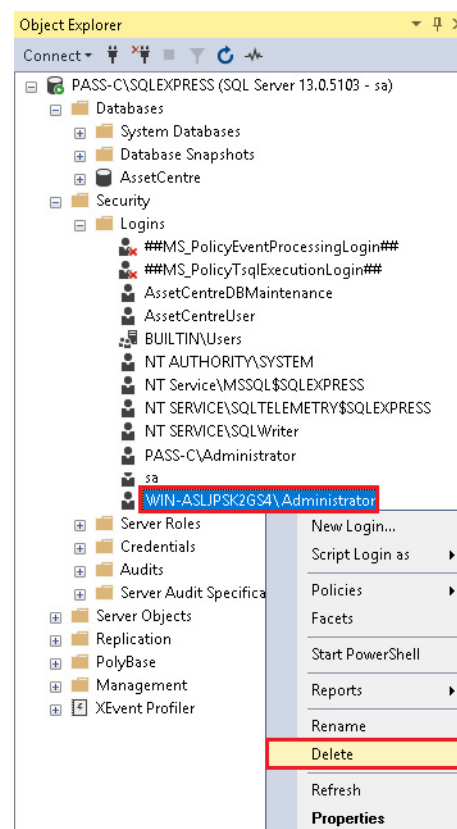 Object Explorer
Connect
PASS-C\SQLEXPRESS (SQL Server 13.0.5103 - sa)
Databases
System Databases
Database Snapshots
AssetCentre
Security
Logins
##MS_PolicyEventProcessingLogin##
##MS_PolicyTsqlExecutionLogin##
AssetCentreDBMaintenance
AssetCentreUser
BUILTIN\Users
NT AUTHORITY\SYSTEM
NT Service\MSSQL$SQLEXPRESS
NT SERVICE\SQLTELEMETRY$SQLEXPRESS
NT SERVICE\SQLWriter
PASS-C\Administrator
sa
WIN-ASLJPSK2GS4\Administrator
Server Roles
Credentials
Audits
Server Audit Specifica
Server Objects
Replication
PolyBase
Management
XEvent Profiler
New Login...
Script Login as
Policies
Facets
Start PowerShell
Reports
Rename
Delete
Refresh
Properties